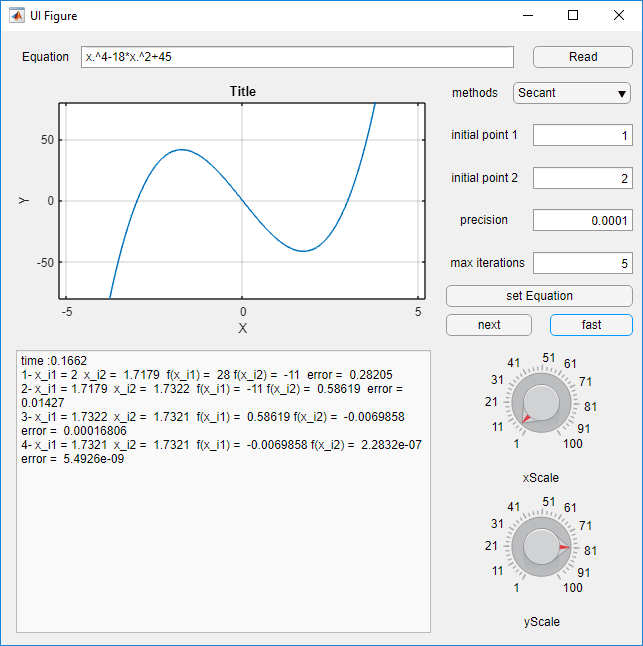 UI Figure
Equation x.^4-18*x.^2+45 Read
methods Secant
Title
initial point 1 1
initial point 2 2
precision 0.0001
max iterations 5
set Equation
next fast
50
0
-50
Y
-5 0 5
X
time :0.1662
1- x_i1 = 2 x_i2 = 1.7179 f(x_i1) = 28 f(x_i2) = -11 error = 0.28205
2- x_i1 = 1.7179 x_i2 = 1.7322 f(x_i1) = -11 f(x_i2) = 0.58619 error =
0.01427
3- x_i1 = 1.7322 x_i2 = 1.7321 f(x_i1) = 0.58619 f(x_i2) = -0.0069858
error = 0.00016806
4- x_i1 = 1.7321 x_i2 = 1.7321 f(x_i1) = -0.0069858 f(x_i2) = 2.2832e-07
error = 5.4926e-09
1 11 21 31 41 51 61 71 81 91 100
xScale
1 11 21 31 41 51 61 71 81 91 100
yScale